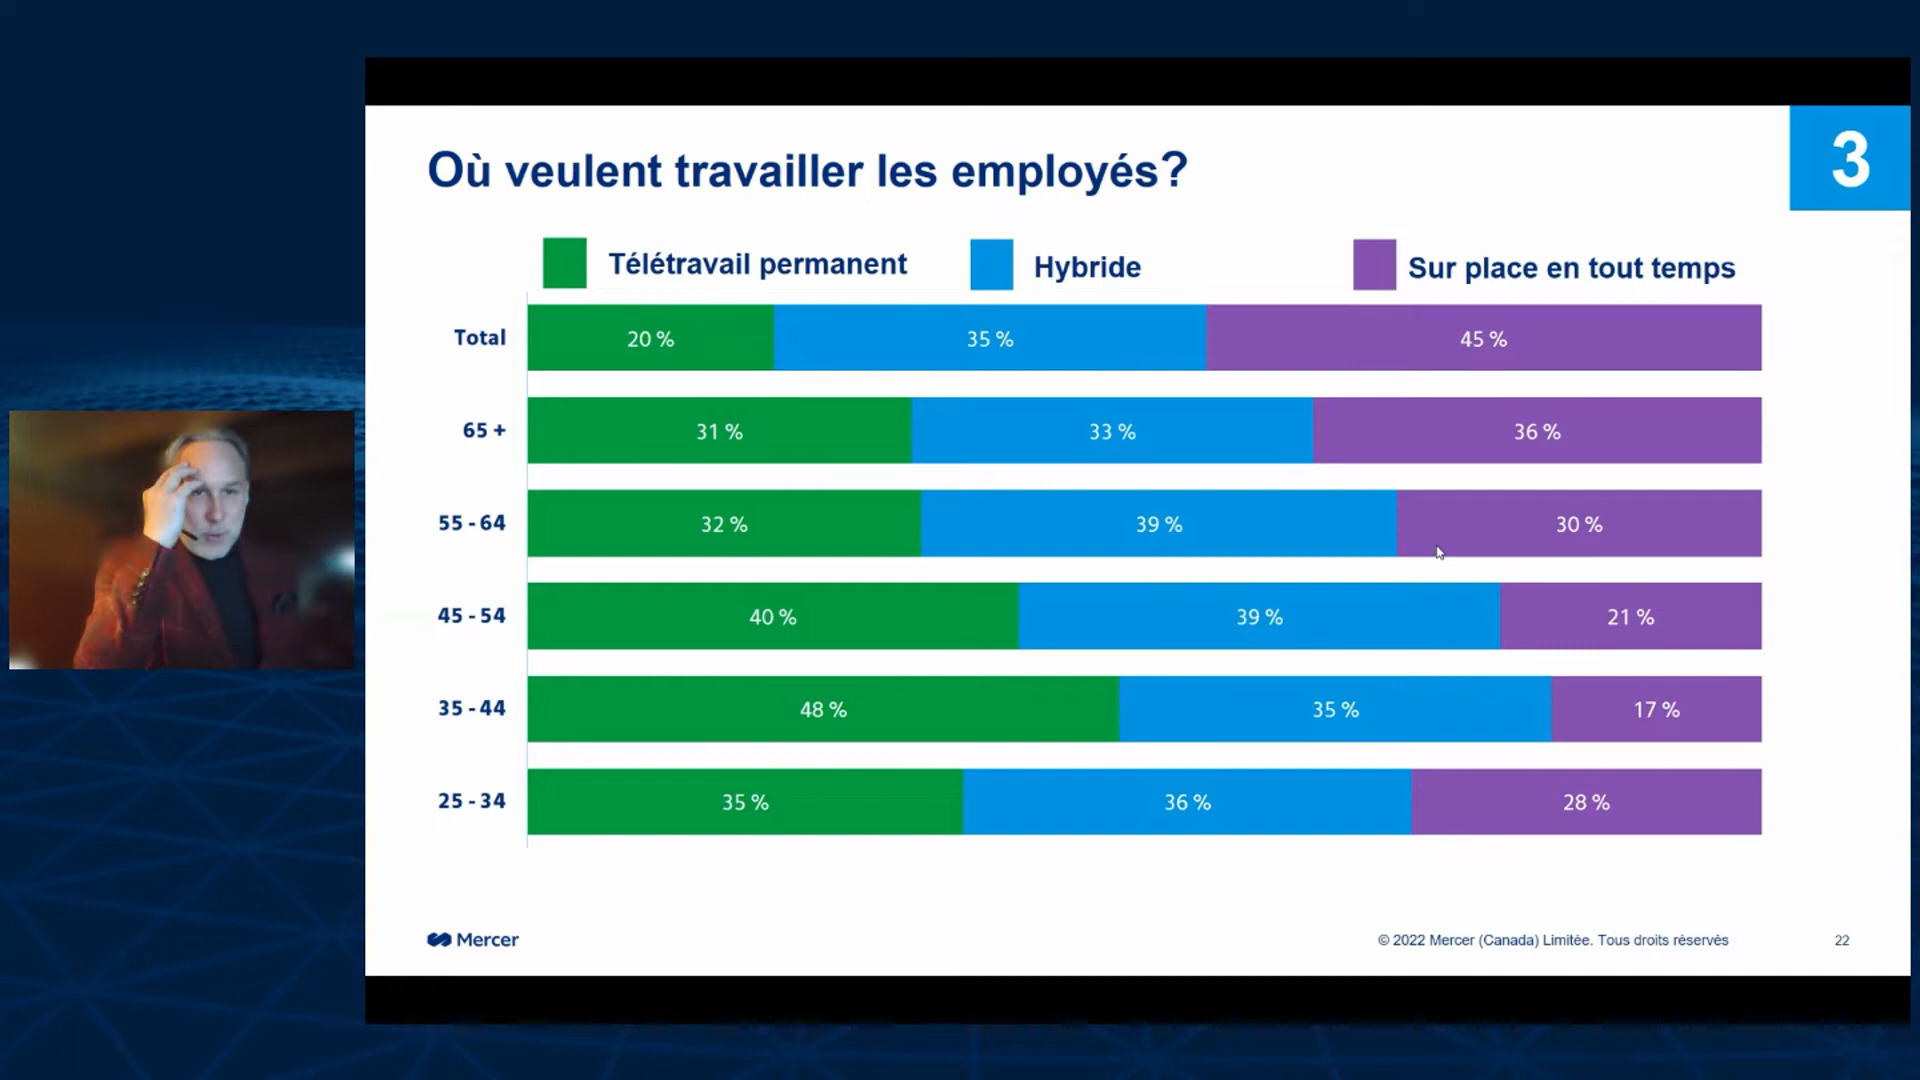 3
Où veulent travailler les employés?
Télétravail permanent
Hybride
Sur place en tout temps
Total 20 % 35 % 45 %
65 + 31 % 33 % 36 %
55 - 64 32 % 39 % 30 %
45 - 54 40 % 39 % 21 %
35 - 44 48 % 35 % 17 %
25 - 34 35 % 36 % 28 %
Mercer
© 2022 Mercer (Canada) Limitée. Tous droits réservés
22